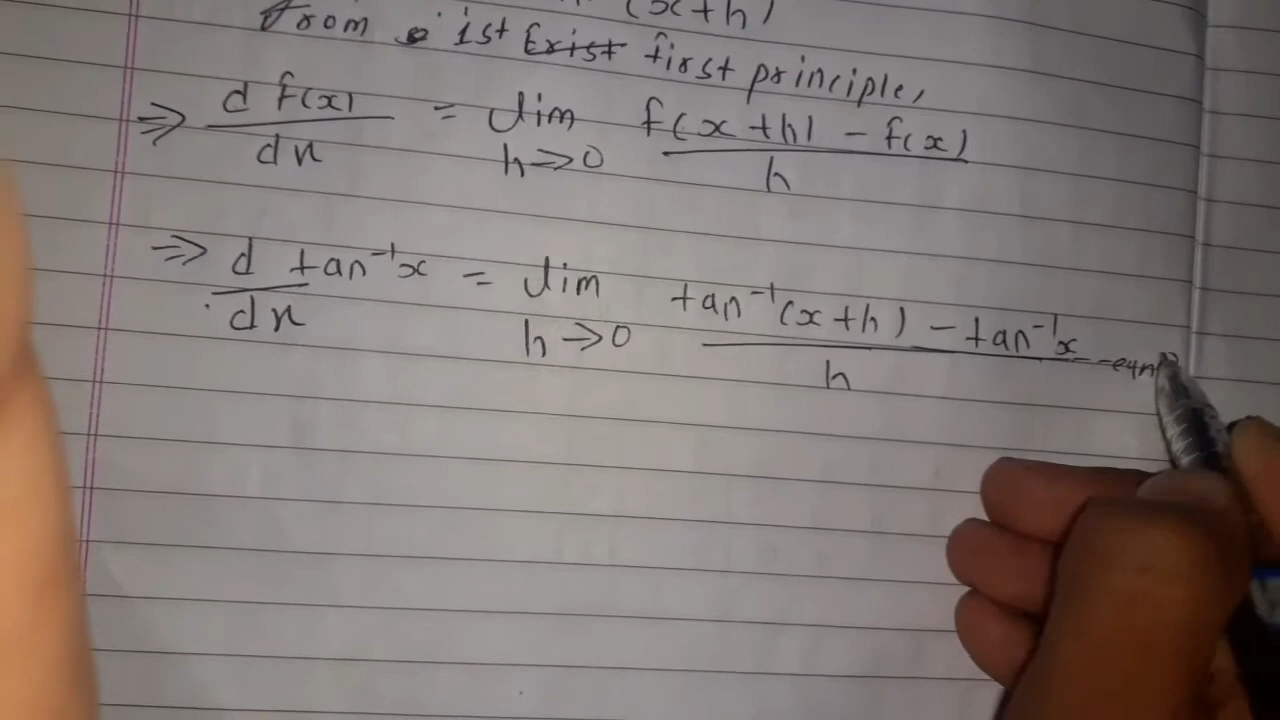 (x+h)
From 1st Exist first principle,
⇒ d f(x)/dx = lim h→0 f(x+h) - f(x)/h
⇒ d/dx tan⁻¹x = lim h→0 tan⁻¹(x+h) - tan⁻¹x/h